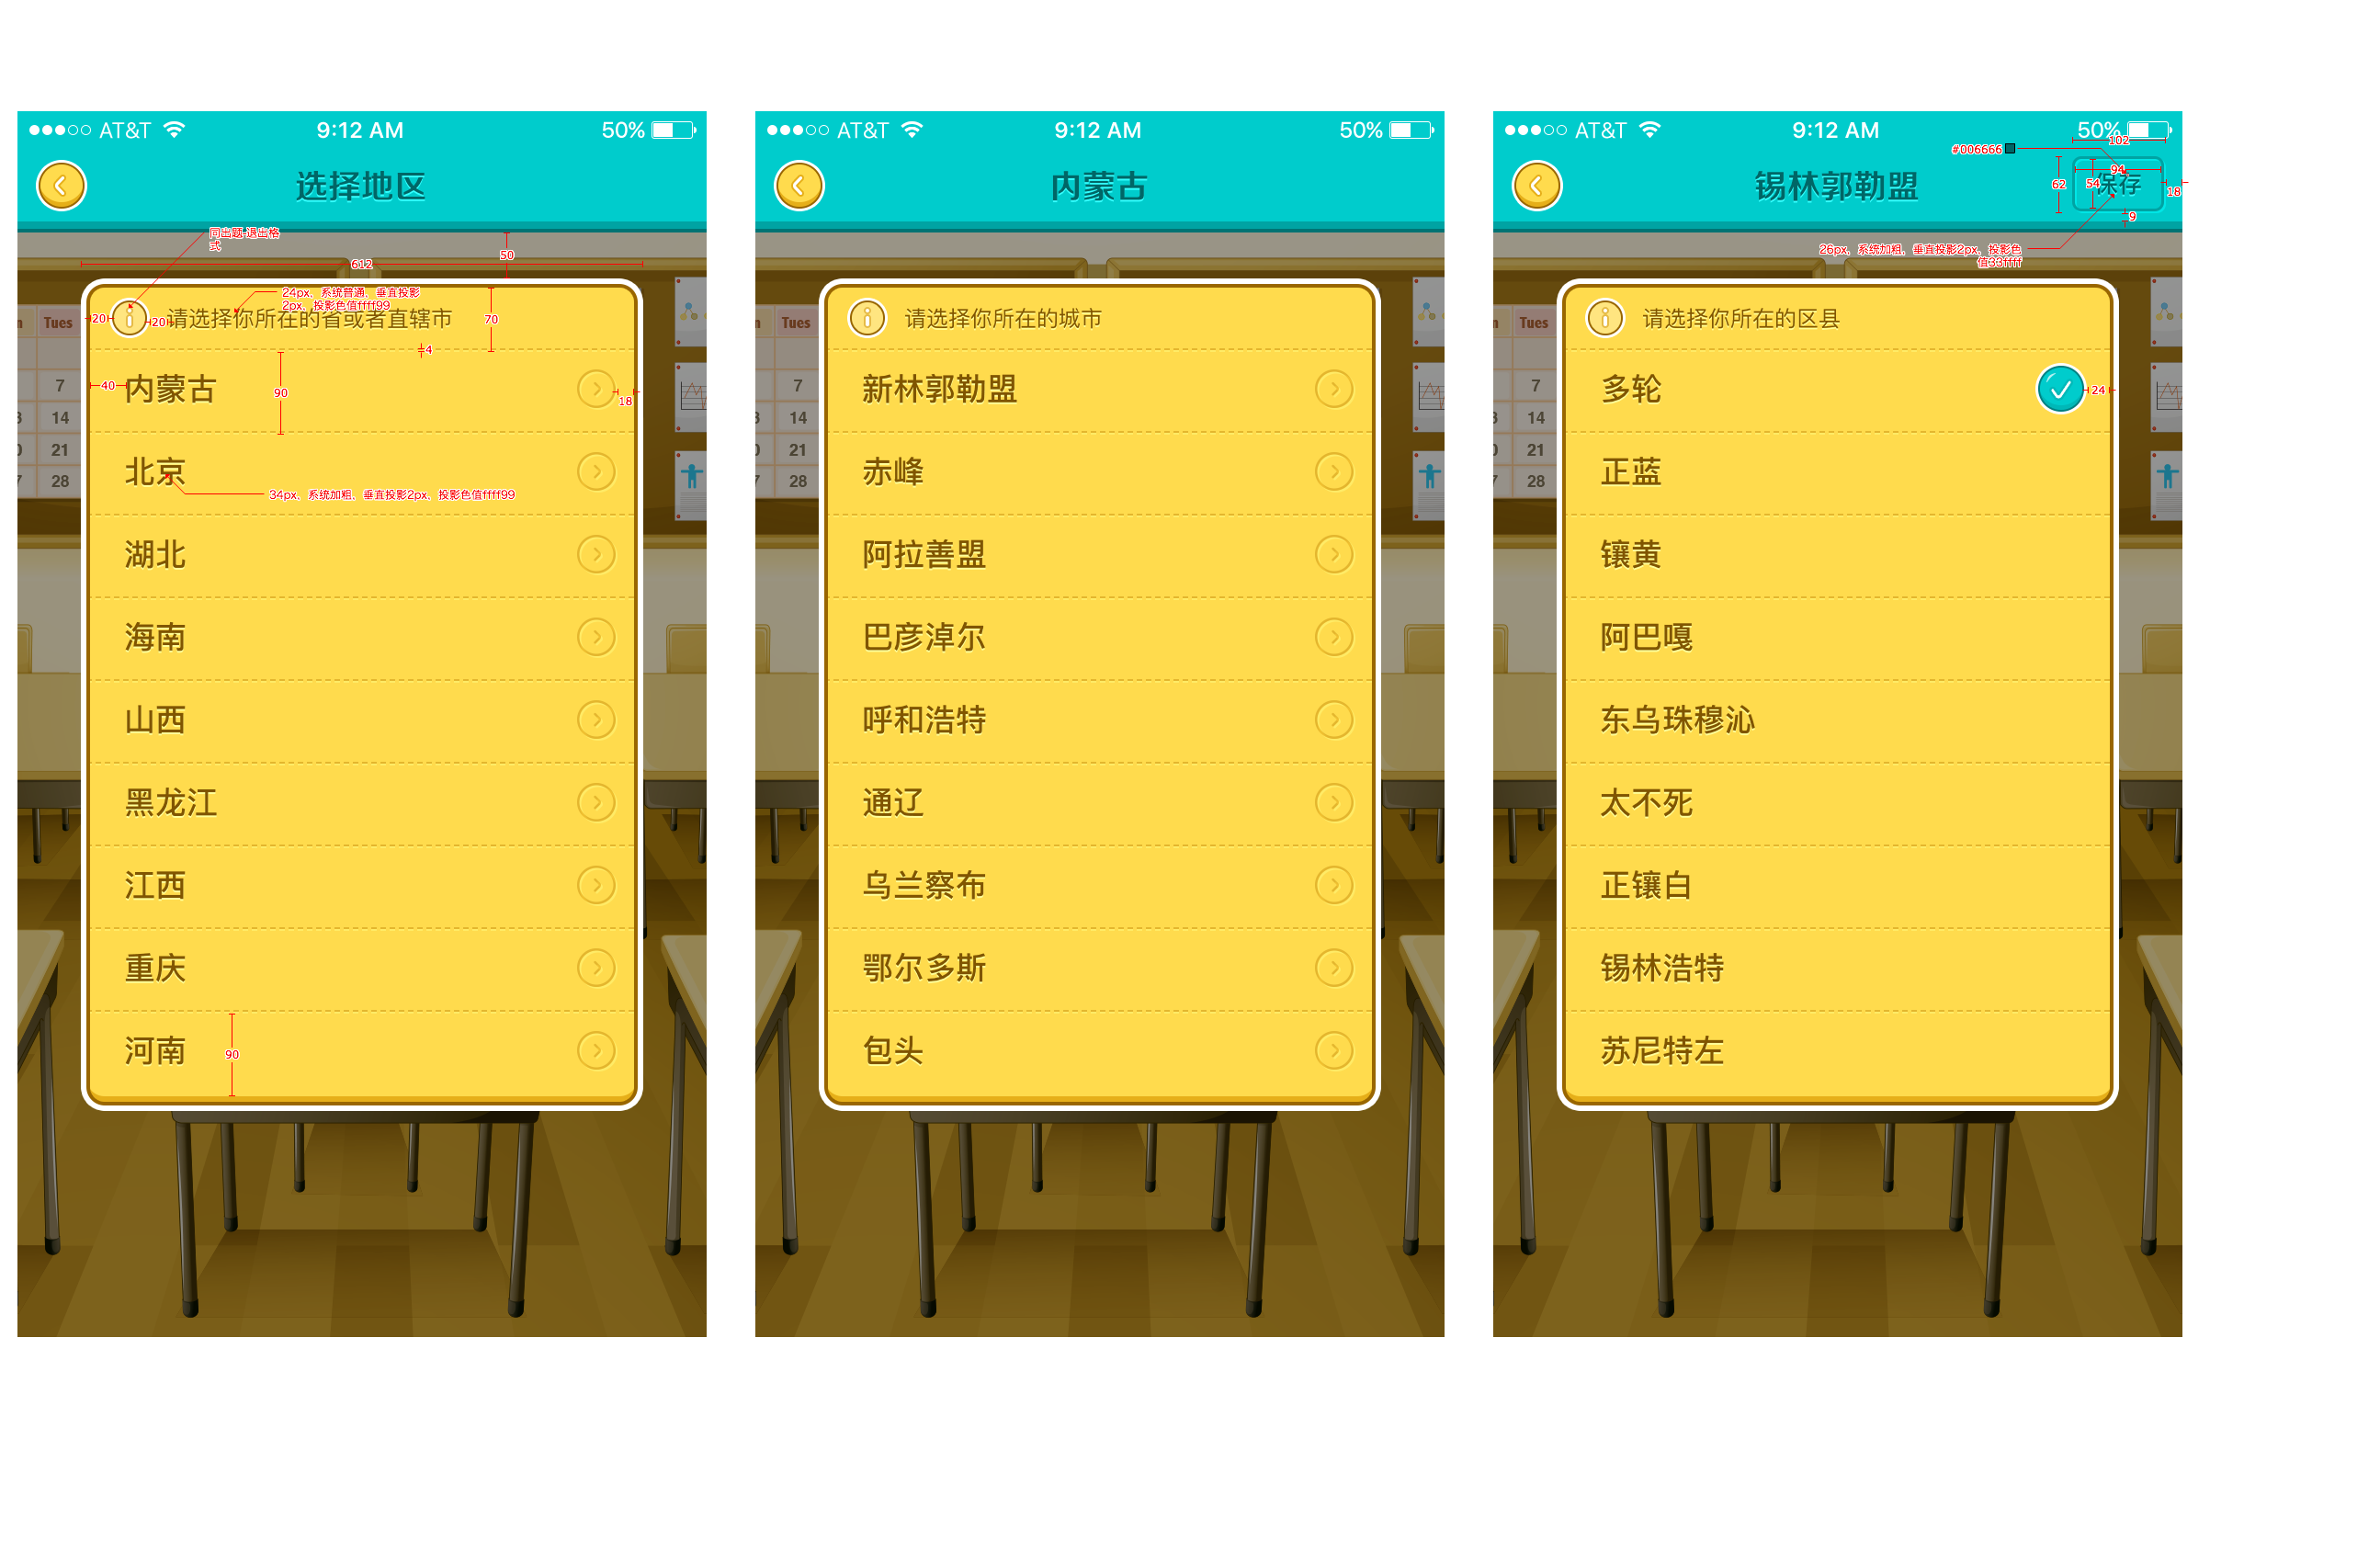 AT&T 9:12 AM 50%
选择地区
同出题-退出格
式
612
50
24px、系统普通、垂直投影
2px、投影色值ffff99
20
20
请选择你所在的省或者直辖市
70
4
Tues
7
14
21
28
40
内蒙古
90
18
北京
34px、系统加粗、垂直投影2px、投影色值ffff99
湖北
海南
山西
黑龙江
江西
重庆
河南
90
AT&T 9:12 AM 50%
内蒙古
请选择你所在的城市
Tues
7
14
21
28
新林郭勒盟
赤峰
阿拉善盟
巴彦淖尔
呼和浩特
通辽
乌兰察布
鄂尔多斯
包头
AT&T 9:12 AM 50%
102
#006666
锡林郭勒盟
62
54
94
保存
18
9
26px、系统加粗、垂直投影2px、投影色
值33ffff
请选择你所在的区县
Tues
7
14
21
28
多轮
24
正蓝
镶黄
阿巴嘎
东乌珠穆沁
太不死
正镶白
锡林浩特
苏尼特左